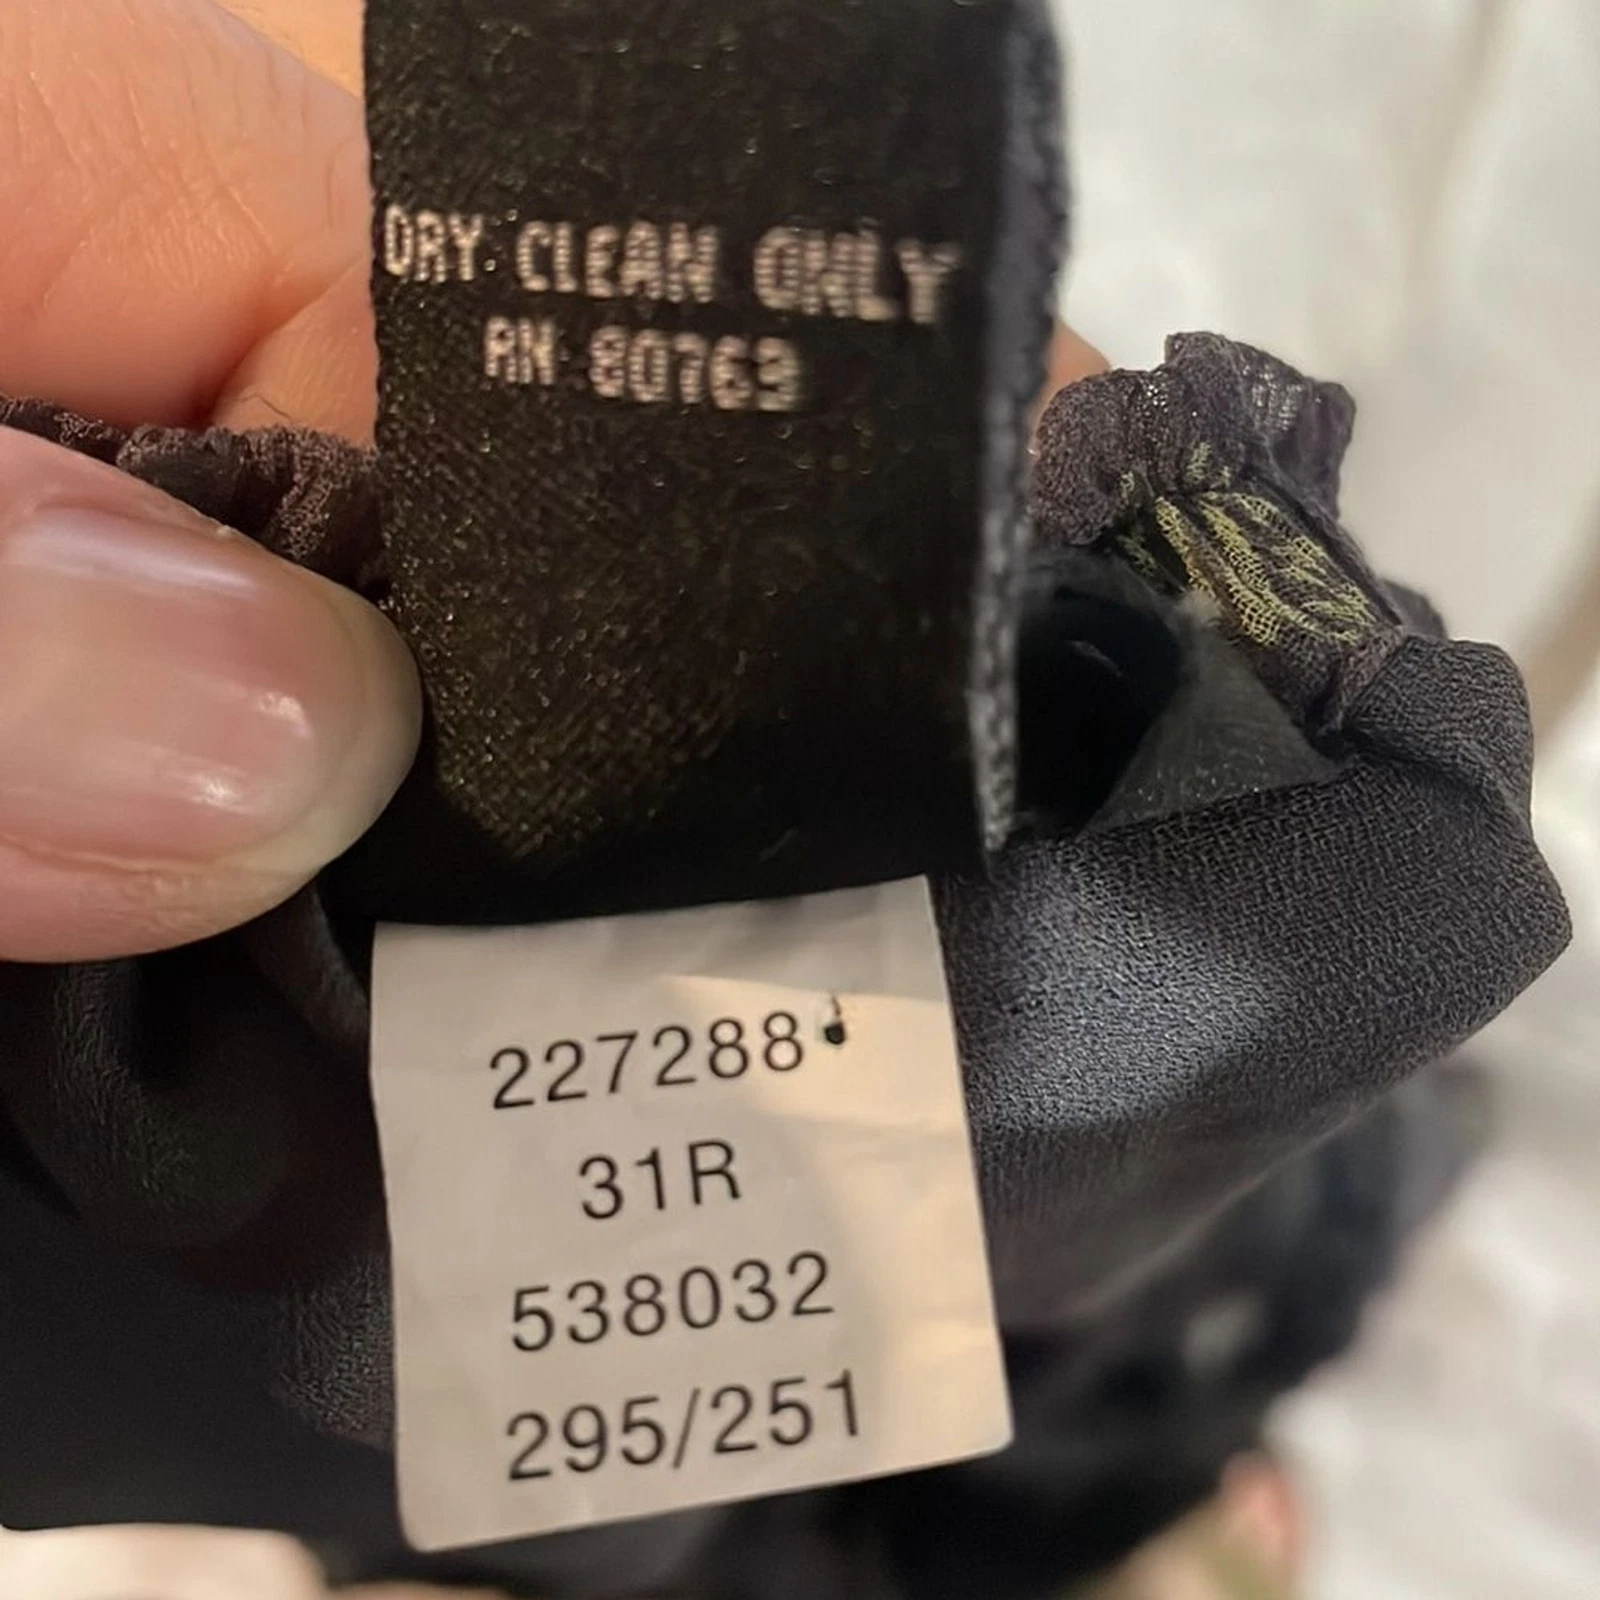 DRY CLEAN ONLY
RN 80763
227288
31R
538032
295/251